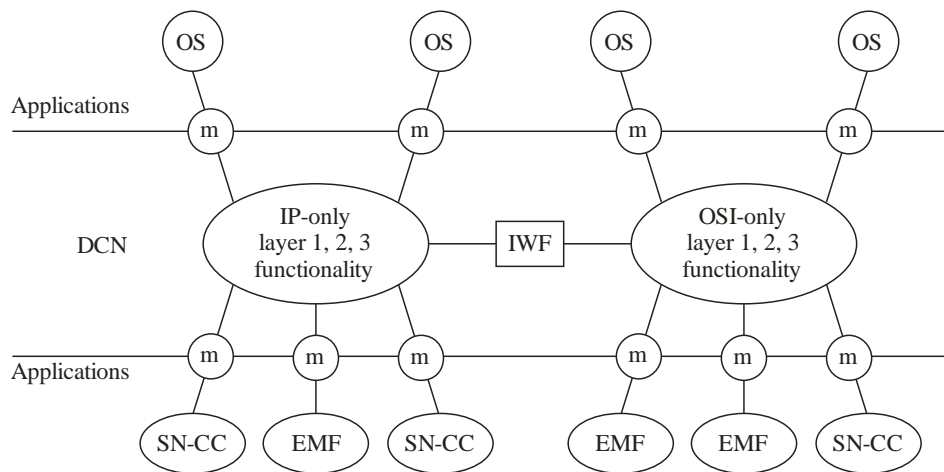 OS OS OS OS
Applications
m m m m
IP-only
layer 1, 2, 3
functionality
OSI-only
layer 1, 2, 3
functionality
DCN
IWF
m m m m m m
Applications
SN-CC EMF SN-CC EMF EMF SN-CC